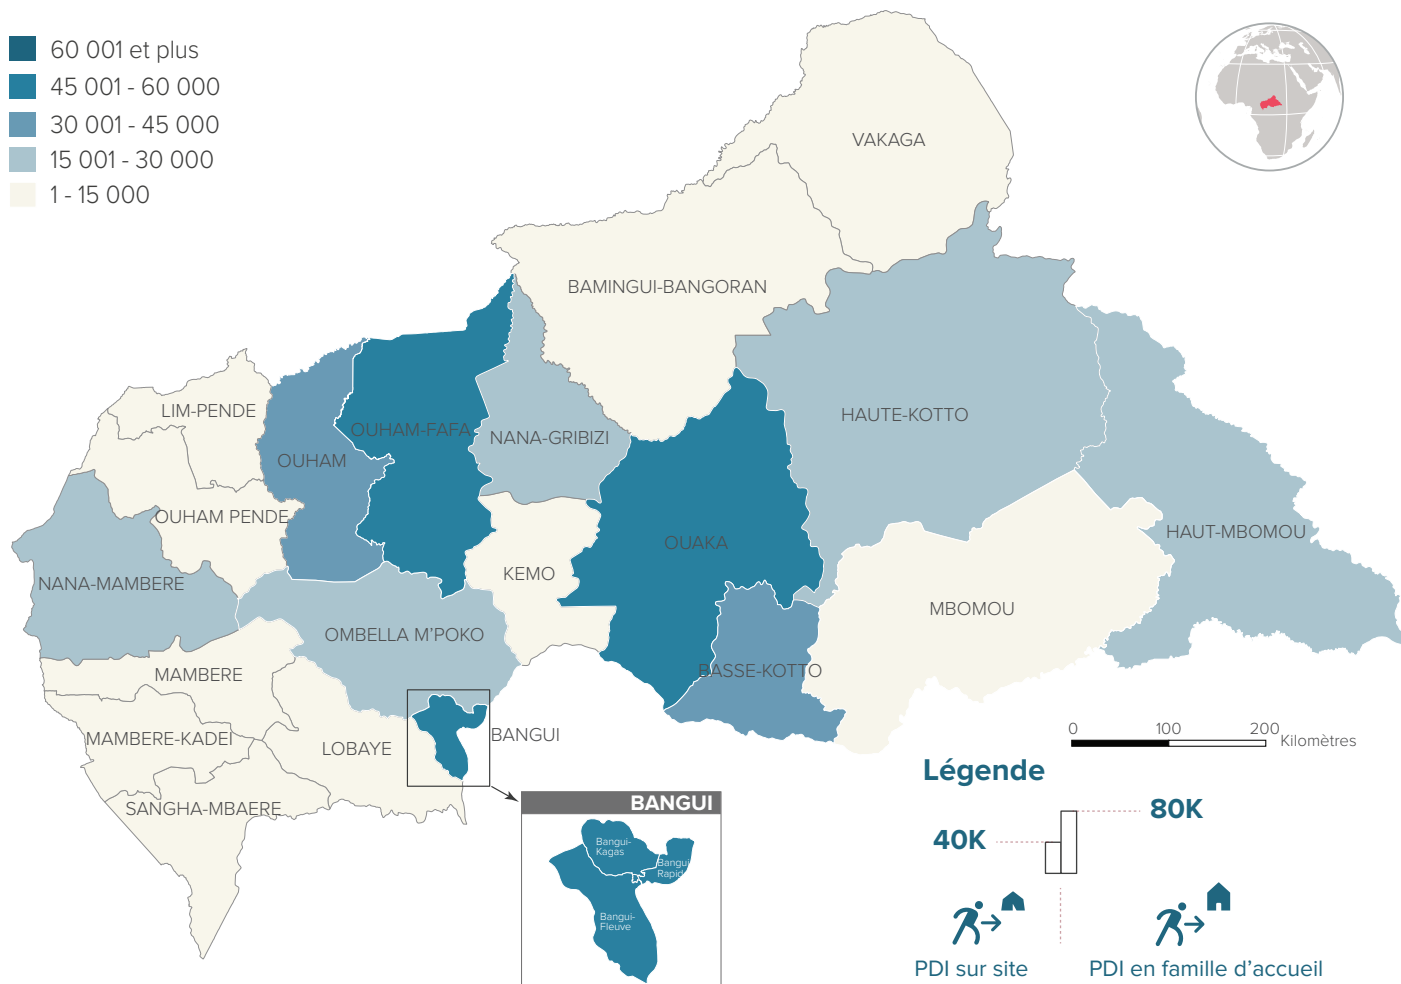 60 001 et plus
45 001 - 60 000
30 001 - 45 000
15 001 - 30 000
1 - 15 000
VAKAGA
BAMINGUI-BANGORAN
LIM-PENDE
OUHAM-FAFA
NANA-GRIBIZI
HAUTE-KOTTO
OUHAM
OUHAM PENDE
OUAKA
HAUT-MBOMOU
NANA-MAMBERE
KEMO
MBOMOU
OMBELLA M'POKO
BASSE-KOTTO
MAMBERE
MAMBERE-KADEI
LOBAYE
BANGUI
SANGHA-MBAERE
0 100 200
Kilomètres
BANGUI
Bangui-
Kagas
Bangui
Rapid
Bangui-
Fleuve
Légende
80K
40K
PDI sur site
PDI en famille d'accueil